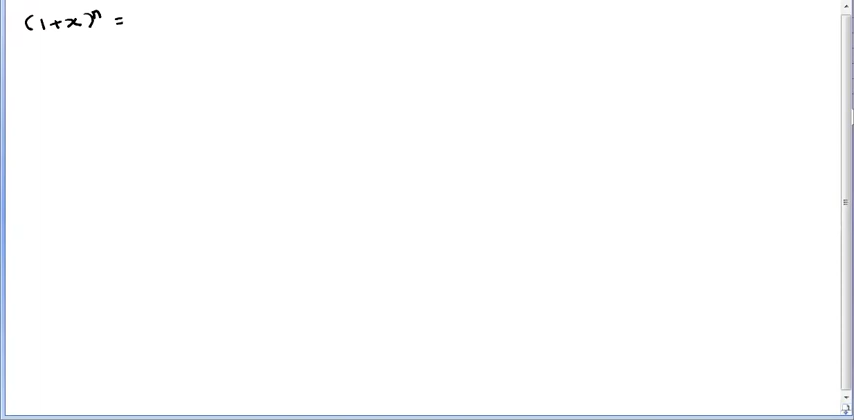 (1+x)ⁿ =